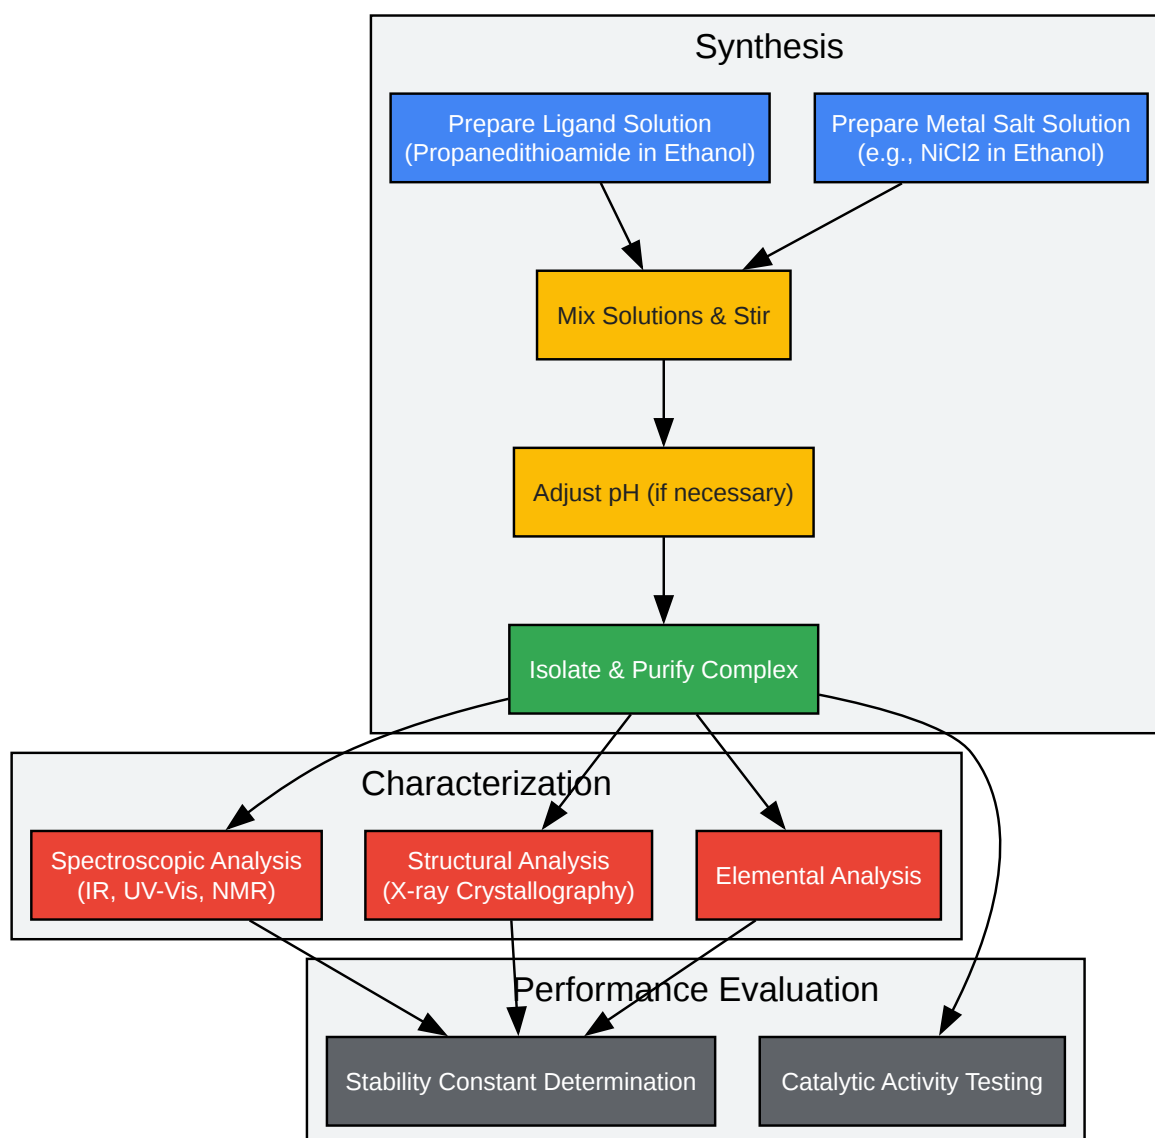 Synthesis
Prepare Ligand Solution
(Propanedithioamide in Ethanol)
Prepare Metal Salt Solution
(e.g., NiCl2 in Ethanol)
Mix Solutions & Stir
Adjust pH (if necessary)
Isolate & Purify Complex
Characterization
Spectroscopic Analysis
(IR, UV-Vis, NMR)
Structural Analysis
(X-ray Crystallography)
Elemental Analysis
Performance Evaluation
Stability Constant Determination
Catalytic Activity Testing